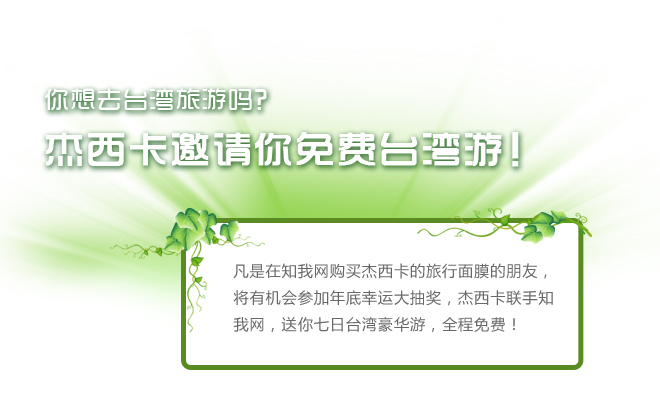 你想去台湾旅游吗?
杰西卡邀请你免费台湾游!
凡是在知我网购买杰西卡的旅行面膜的朋友，
将有机会参加年底幸运大抽奖，杰西卡联手知
我网，送你七日台湾豪华游，全程免费！